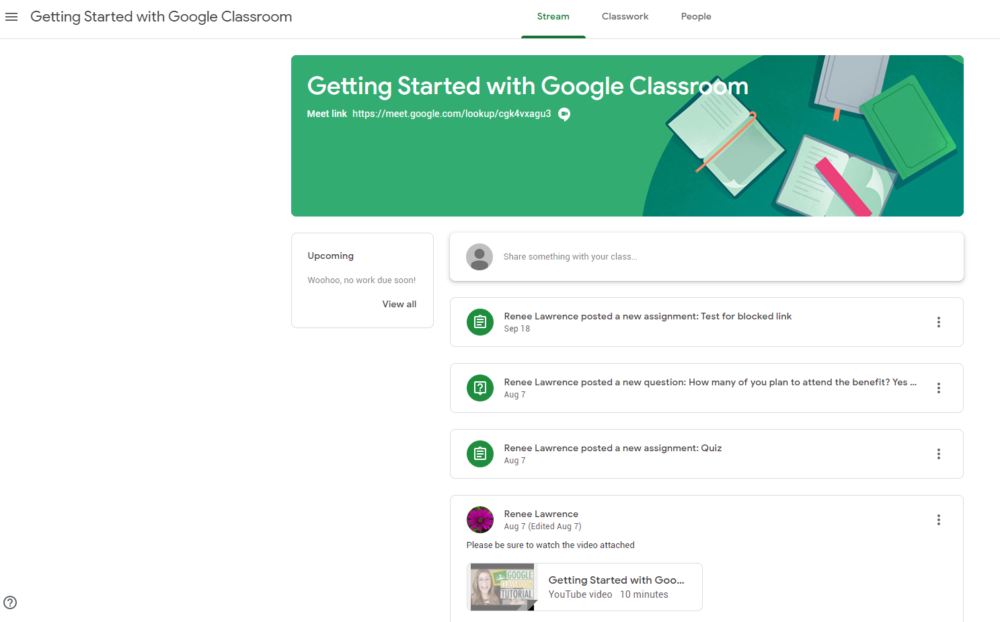 Getting Started with Google Classroom
Stream
Classwork
People
Getting Started with Google Classroom
Meet link https://meet.google.com/lookup/cgk4vxagu3
Upcoming
Woohoo, no work due soon!
View all
Share something with your class...
Renee Lawrence posted a new assignment: Test for blocked link
Sep 18
Renee Lawrence posted a new question: How many of you plan to attend the benefit? Yes ...
Aug 7
Renee Lawrence posted a new assignment: Quiz
Aug 7
Renee Lawrence
Aug 7 (Edited Aug 7)
Please be sure to watch the video attached
GOOGLE
CLASSROOM
TUTORIAL
Getting Started with Goo...
YouTube video 10 minutes